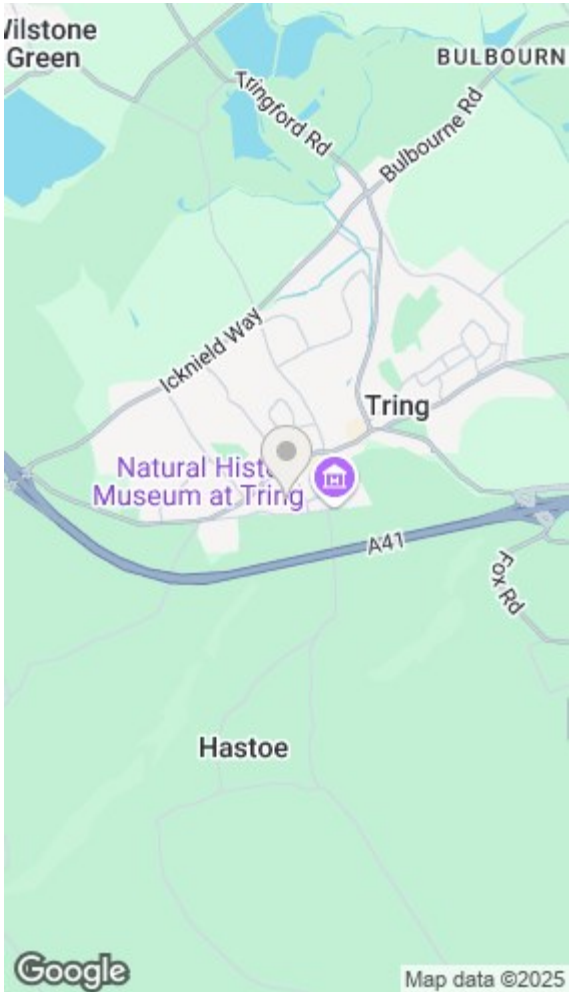 Wilstone
Green
BULBOURN
Tringford Rd
Bulbourne Rd
Icknield Way
Tring
Natural Histo
Museum at Tring
A41
Fox Rd
Hastoe
Google
Map data ©2025